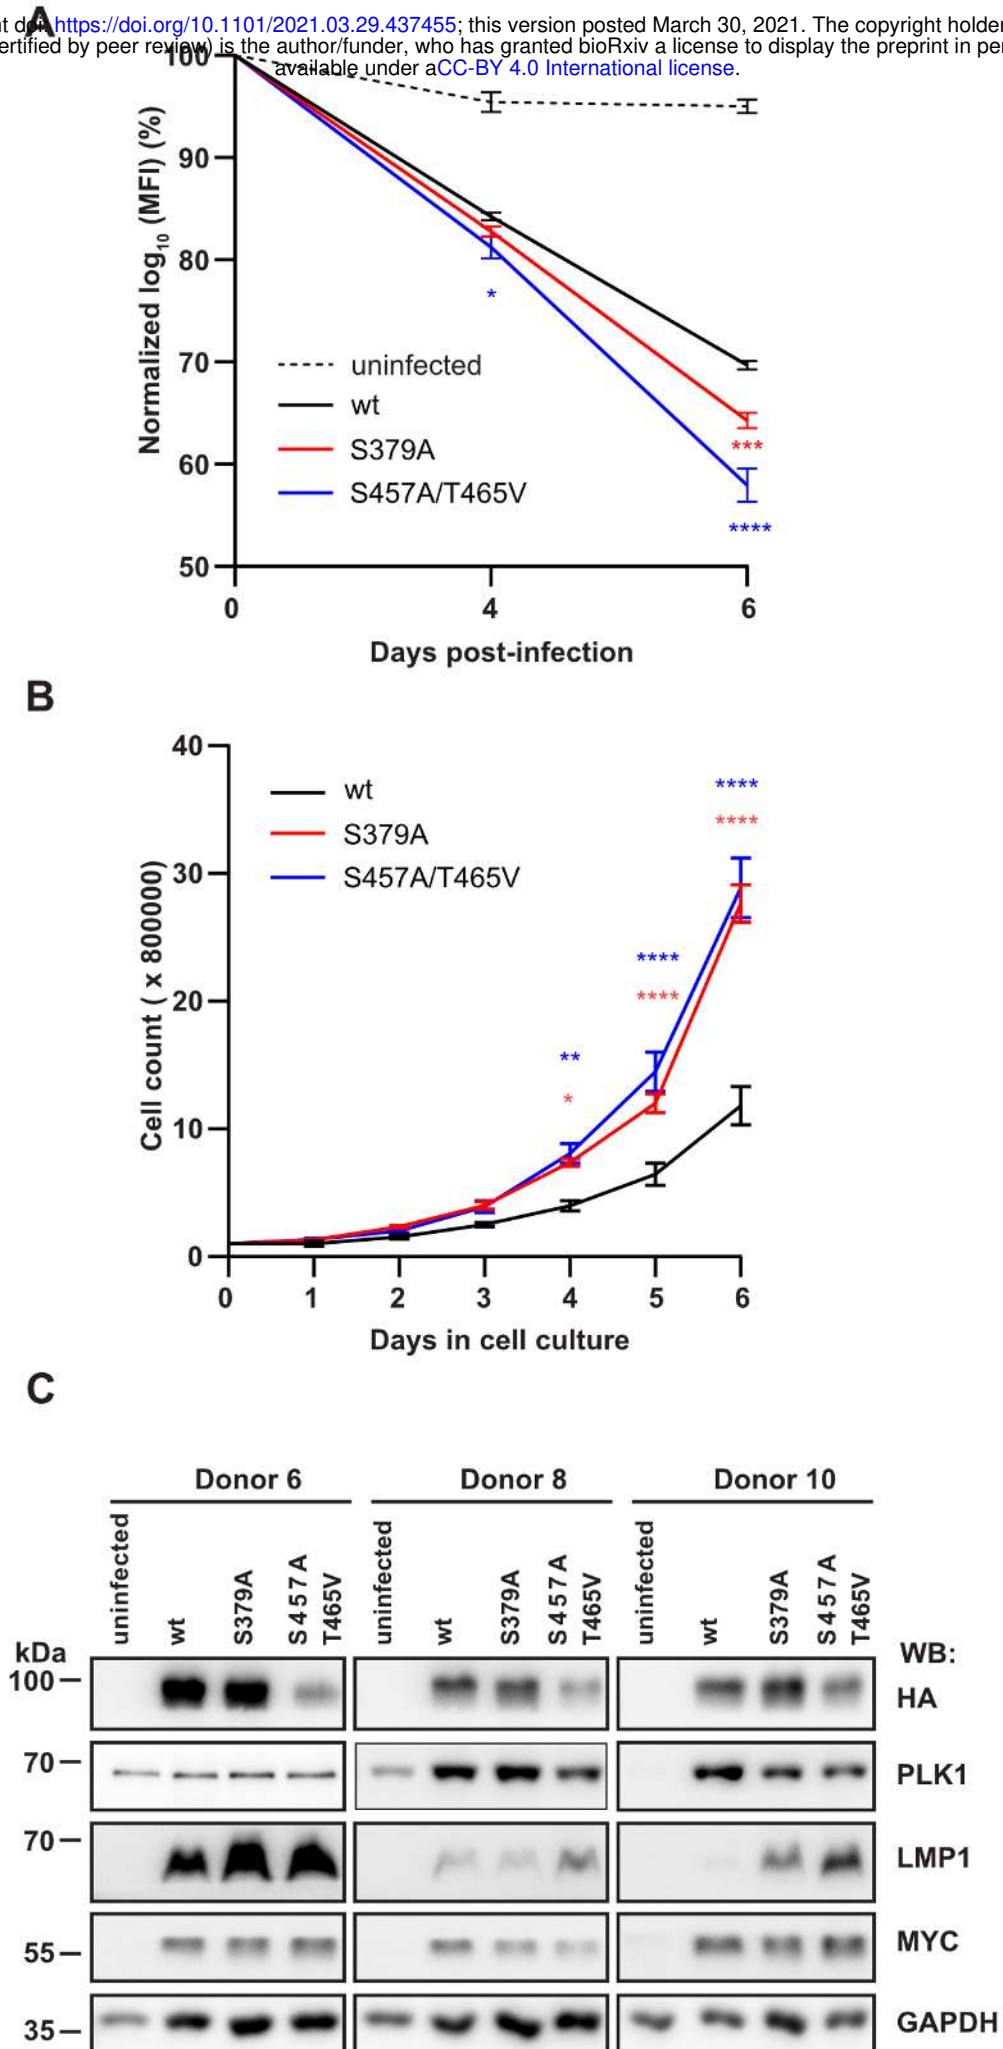 t doi: https://doi.org/10.1101/2021.03.29.437455; this version posted March 30, 2021. The copyright holder
ertified by peer review) is the author/funder, who has granted bioRxiv a license to display the preprint in per
available under aCC-BY 4.0 International license.
A
100
90
80
70
60
50
Normalized log10 (MFI) (%)
uninfected
wt
S379A
S457A/T465V
*
***
****
0 4 6
Days post-infection
B
40
30
20
10
0
Cell count ( x 800000)
wt
S379A
S457A/T465V
****
****
****
****
**
*
0 1 2 3 4 5 6
Days in cell culture
C
Donor 6 Donor 8 Donor 10
uninfected wt S379A S457A T465V uninfected wt S379A S457A T465V uninfected wt S379A S457A T465V
kDa WB:
100 HA
70 PLK1
70 LMP1
55 MYC
35 GAPDH